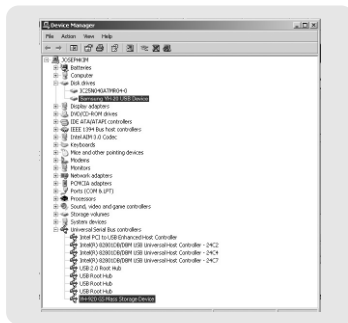 Device Manager
File Action View Help
JOSEPHKIM
Batteries
Computer
Disk drives
IC25N040ATMR04-0
Samsung YH-920 USB Device
Display adapters
DVD/CD-ROM drives
IDE ATA/ATAPI controllers
IEEE 1394 Bus host controllers
Intel AIM 3.0 Codec
Keyboards
Mice and other pointing devices
Modems
Monitors
Network adapters
PCMCIA adapters
Ports (COM & LPT)
Processors
Sound, video and game controllers
Storage volumes
System devices
Universal Serial Bus controllers
Intel PCI to USB Enhanced Host Controller
Intel(R) 82801DB/DBM USB Universal Host Controller - 24C2
Intel(R) 82801DB/DBM USB Universal Host Controller - 24C4
Intel(R) 82801DB/DBM USB Universal Host Controller - 24C7
USB 2.0 Root Hub
USB Root Hub
USB Root Hub
USB Root Hub
YH-920 GS Mass Storage Device